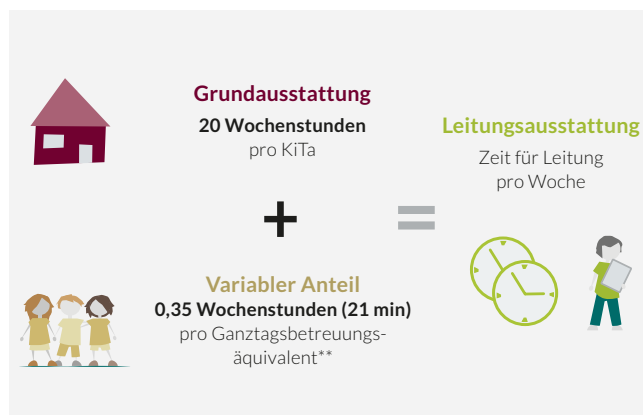 Grundausstattung
20 Wochenstunden
pro KiTa
+
Variabler Anteil
0,35 Wochenstunden (21 min)
pro Ganztagsbetreuungs-
äquivalent**
=
Leitungsausstattung
Zeit für Leitung
pro Woche